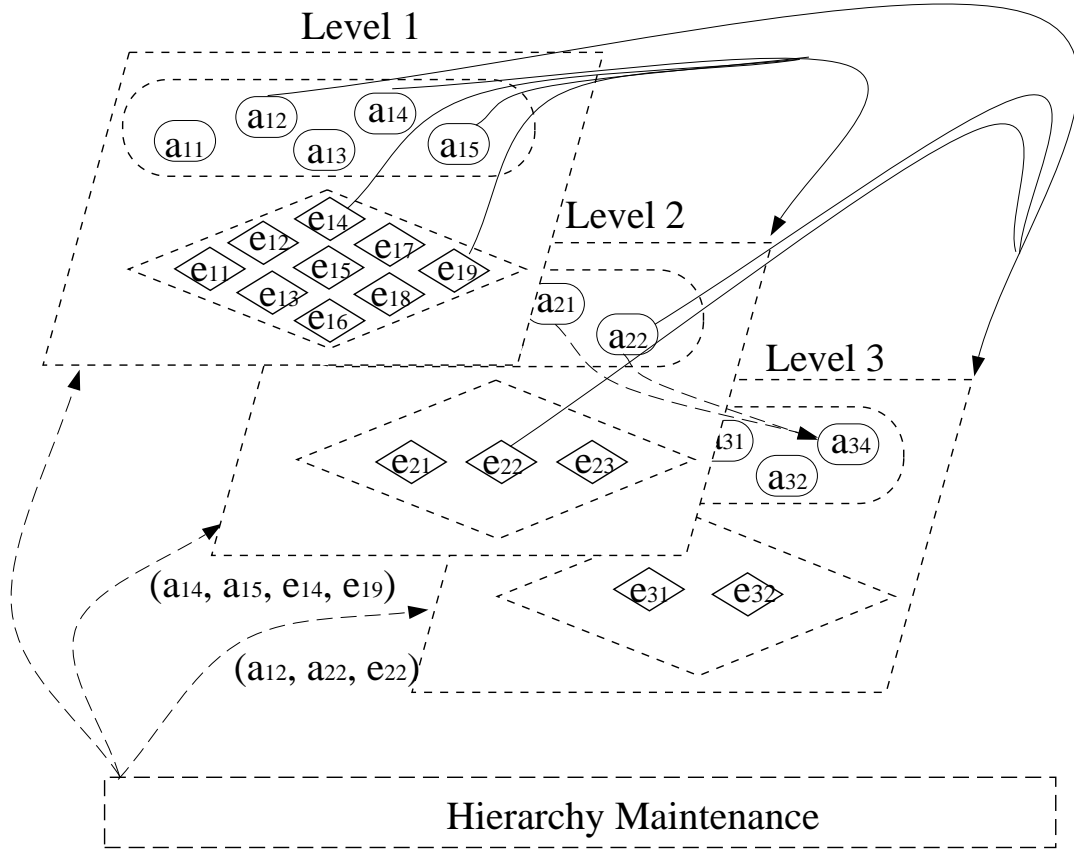 Level 1
a12
a14
a11
a13
a15
e14
e12
e17
e11
e15
e19
e13
e18
e16
Level 2
a21
a22
Level 3
a31
a34
a32
e21
e22
e23
(a14, a15, e14, e19)
e31
e32
(a12, a22, e22)
Hierarchy Maintenance